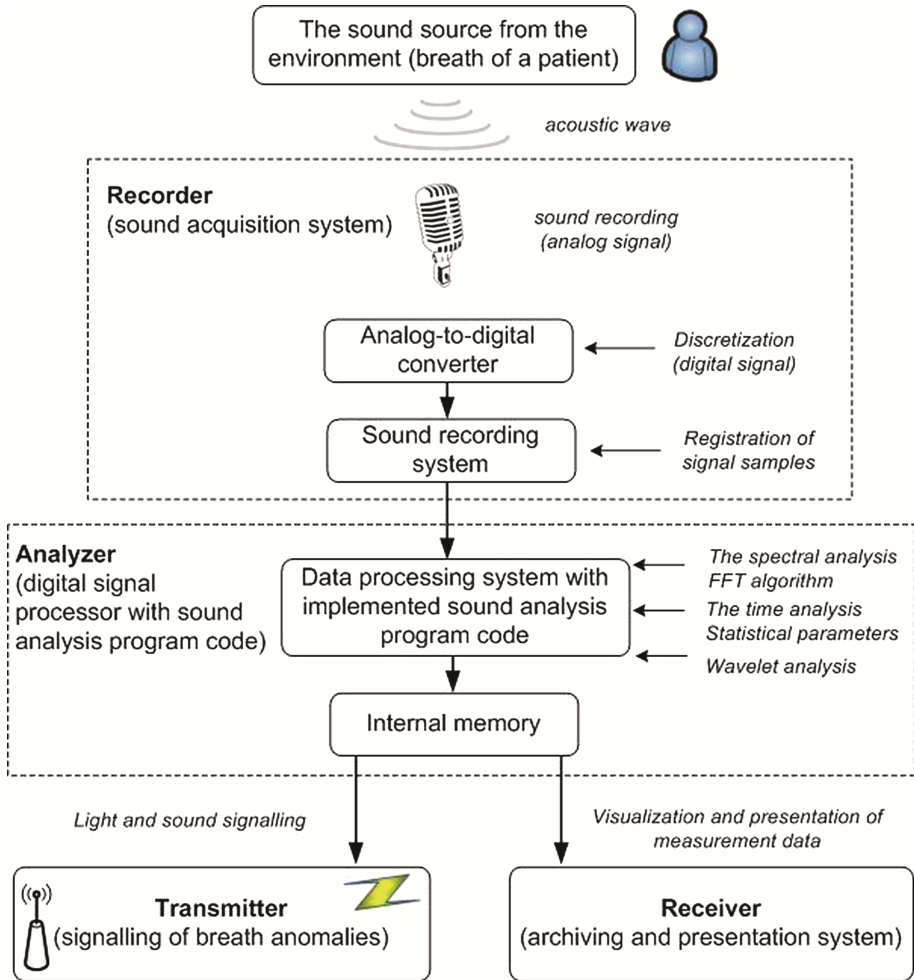 The sound source from the
environment (breath of a patient)
acoustic wave
Recorder
(sound acquisition system)
sound recording
(analog signal)
Analog-to-digital
converter
Discretization
(digital signal)
Sound recording
system
Registration of
signal samples
Analyzer
(digital signal
processor with sound
analysis program code)
Data processing system with
implemented sound analysis
program code
The spectral analysis
FFT algorithm
The time analysis
Statistical parameters
Wavelet analysis
Internal memory
Light and sound signalling
Visualization and presentation of
measurement data
Transmitter
(signalling of breath anomalies)
Receiver
(archiving and presentation system)